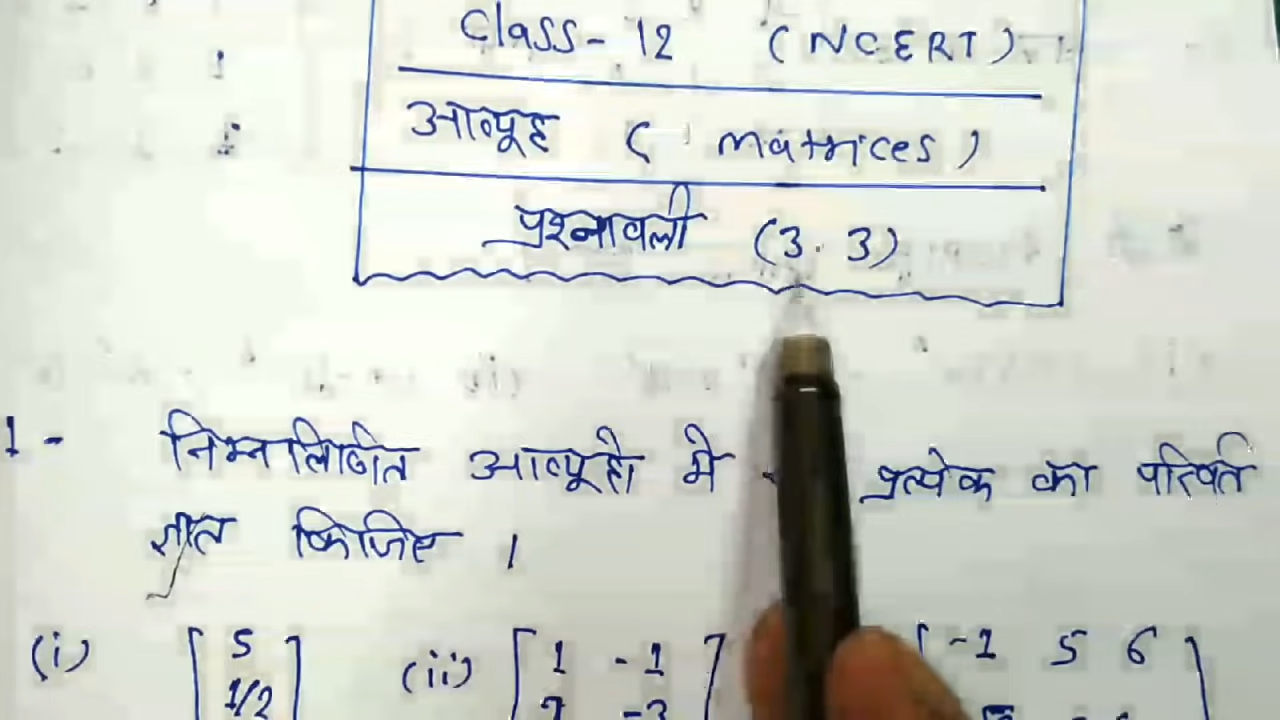 Class - 12 (NCERT)
आव्यूह (Matrices)
प्रश्नावली (3.3)
1- निम्नलिखित आव्यूहो मे प्रत्येक का परिवर्त
ज्ञात किजिए ।
(i) [5 (ii) [1 -1] [-1 5 6]
1/2 -3